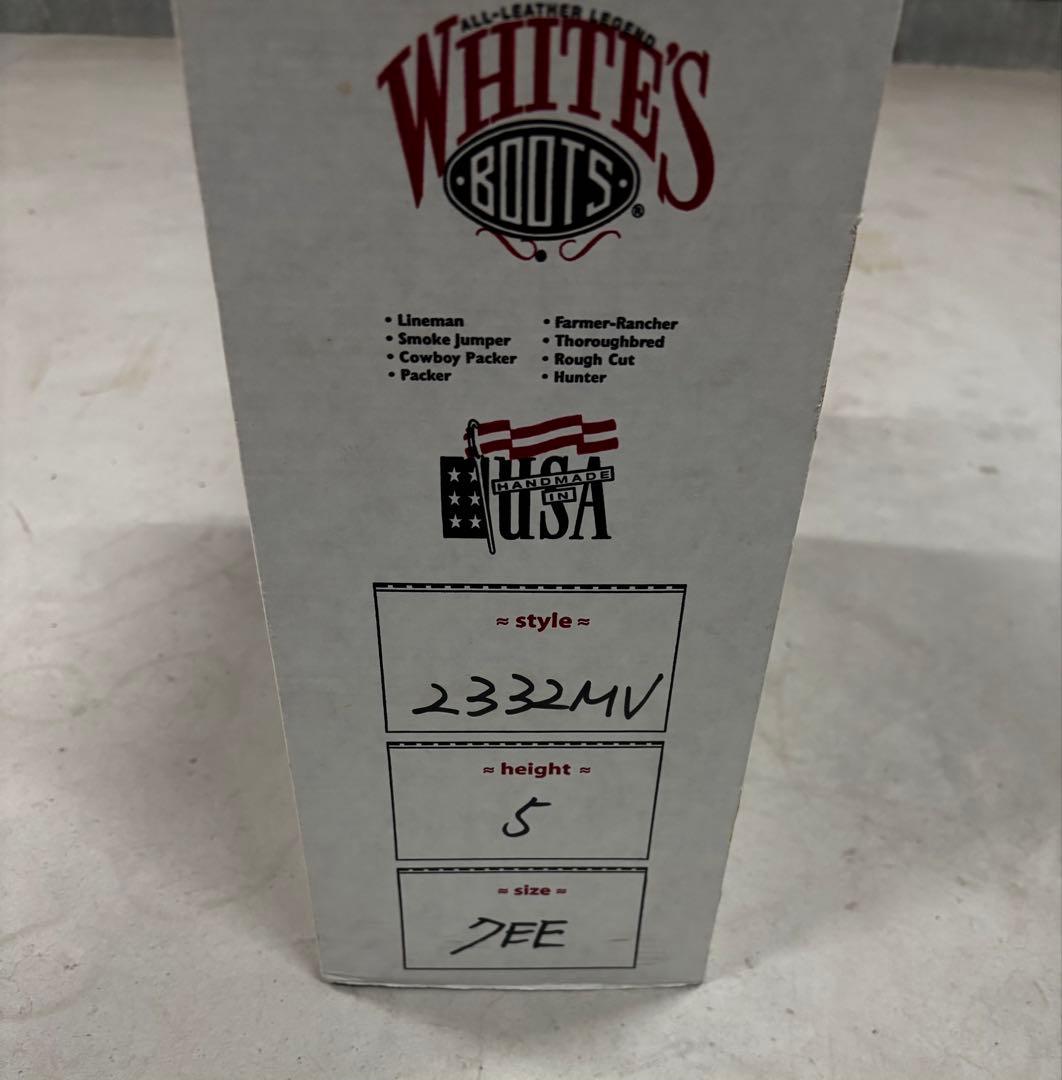 ALL-LEATHER LEGEND
WHITE'S
·BOOTS·®
• Lineman
• Smoke Jumper
• Cowboy Packer
• Packer
• Farmer-Rancher
• Thoroughbred
• Rough Cut
• Hunter
HANDMADE
IN
USA
≈ style ≈
2332MV
≈ height ≈
5
≈ size ≈
7EE